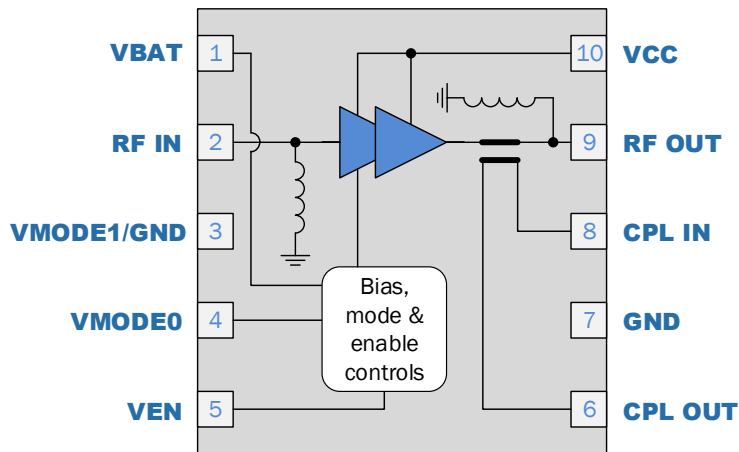 VBAT 1
10 VCC
RF IN 2
9 RF OUT
VMODE1/GND 3
8 CPL IN
Bias,
mode &
enable
controls
VMODE0 4
7 GND
VEN 5
6 CPL OUT